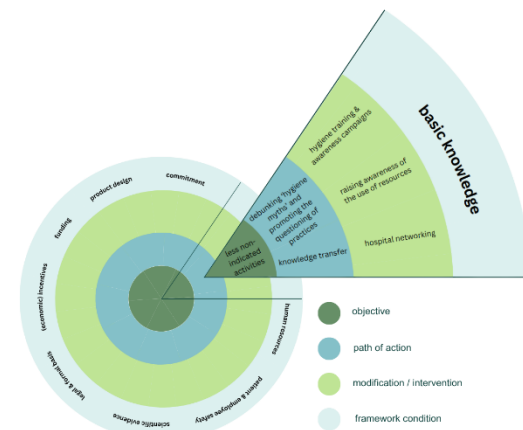 basic knowledge
hygiene training &
awareness campaigns
raising awareness of
the use of resources
hospital networking
debunking 'hygiene
myths' and
promoting the
questioning of
practices
knowledge transfer
less non-
indicated
activities
commitment
product design
funding
(economic) incentives
legal & formal basis
scientific evidence
patient & employee safety
human resources
objective
path of action
modification / intervention
framework condition